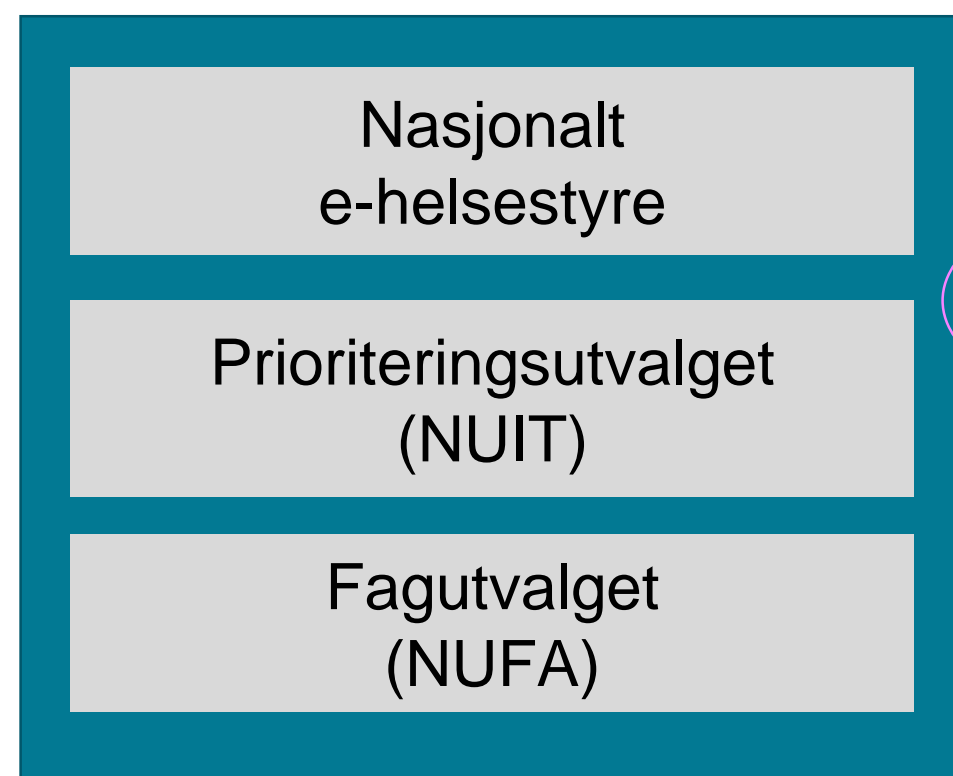 Nasjonalt
e-helsestyre
Prioriteringsutvalget
(NUIT)
Fagutvalget
(NUFA)